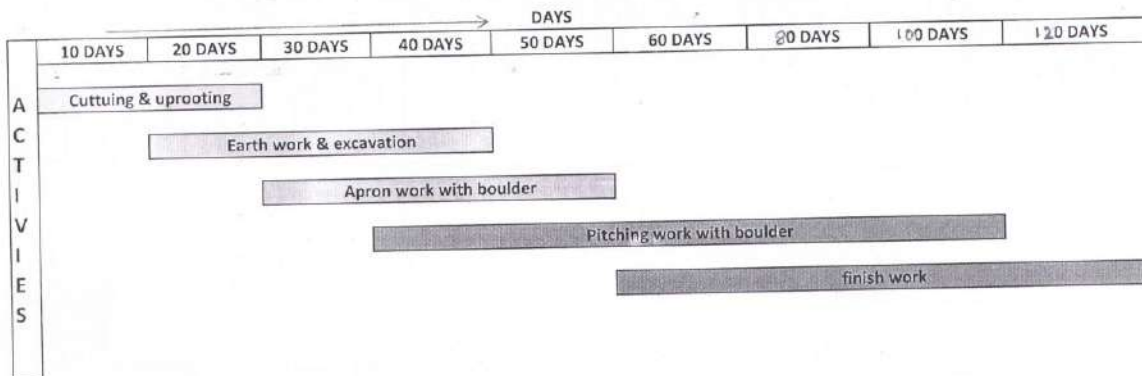 DAYS
10 DAYS 20 DAYS 30 DAYS 40 DAYS 50 DAYS 60 DAYS 80 DAYS 100 DAYS 120 DAYS
ACTIVIES
Cuttuing & uprooting
Earth work & excavation
Apron work with boulder
Pitching work with boulder
finish work